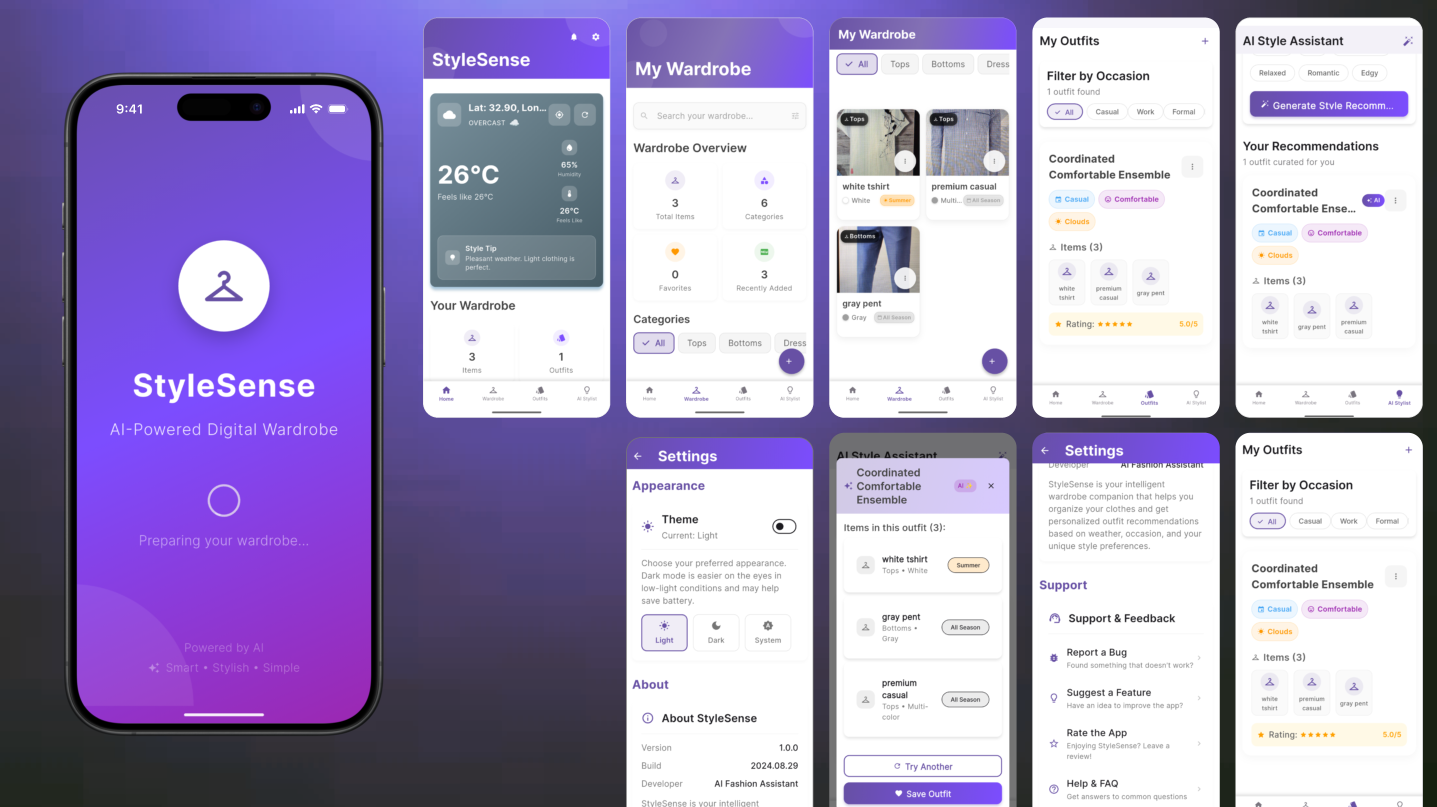 9:41
StyleSense
AI-Powered Digital Wardrobe
Preparing your wardrobe...
Powered by AI
Smart • Stylish • Simple
StyleSense
Lat: 32.90, Lon...
OVERCAST
26°C
Feels like 26°C
65%
Humidity
26°C
Feels Like
Style Tip
Pleasant weather. Light clothing is
perfect.
Your Wardrobe
3
Items
1
Outfits
Home
Wardrobe
Outfits
AI Stylist
My Wardrobe
Search your wardrobe...
Wardrobe Overview
3
Total Items
6
Categories
0
Favorites
3
Recently Added
Categories
All
Tops
Bottoms
Dress
+
Home
Wardrobe
Outfits
AI Stylist
My Wardrobe
All
Tops
Bottoms
Dress
Tops
white tshirt
White
Summer
Tops
premium casual
Multi...
All Season
Bottoms
gray pent
Gray
All Season
+
Home
Wardrobe
Outfits
AI Stylist
My Outfits
+
Filter by Occasion
1 outfit found
All
Casual
Work
Formal
Coordinated
Comfortable Ensemble
Casual
Comfortable
Clouds
Items (3)
white
tshirt
premium
casual
gray pent
Rating:
5.0/5
Home
Wardrobe
Outfits
AI Stylist
AI Style Assistant
Relaxed
Romantic
Edgy
Generate Style Recomm...
Your Recommendations
1 outfit curated for you
Coordinated
Comfortable Ense...
AI
Casual
Comfortable
Clouds
Items (3)
white
tshirt
gray pent
premium
casual
Home
Wardrobe
Outfits
AI Stylist
Settings
Appearance
Theme
Current: Light
Choose your preferred appearance.
Dark mode is easier on the eyes in
low-light conditions and may help
save battery.
Light
Dark
System
About
About StyleSense
Version
1.0.0
Build
2024.08.29
Developer
AI Fashion Assistant
StyleSense is your intelligent
AI Style Assistant
Coordinated
Comfortable
Ensemble
AI
Items in this outfit (3):
white tshirt
Tops • White
Summer
gray pent
Bottoms •
Gray
All Season
premium
casual
Tops • Multi-
color
All Season
Try Another
Save Outfit
Settings
Developer
AI Fashion Assistant
StyleSense is your intelligent
wardrobe companion that helps you
organize your clothes and get
personalized outfit recommendations
based on weather, occasion, and your
unique style preferences.
Support
Support & Feedback
Report a Bug
Found something that doesn't work?
Suggest a Feature
Have an idea to improve the app?
Rate the App
Enjoying StyleSense? Leave a
review!
Help & FAQ
Get answers to common questions
My Outfits
+
Filter by Occasion
1 outfit found
All
Casual
Work
Formal
Coordinated
Comfortable Ensemble
Casual
Comfortable
Clouds
Items (3)
white
tshirt
premium
casual
gray pent
Rating:
5.0/5